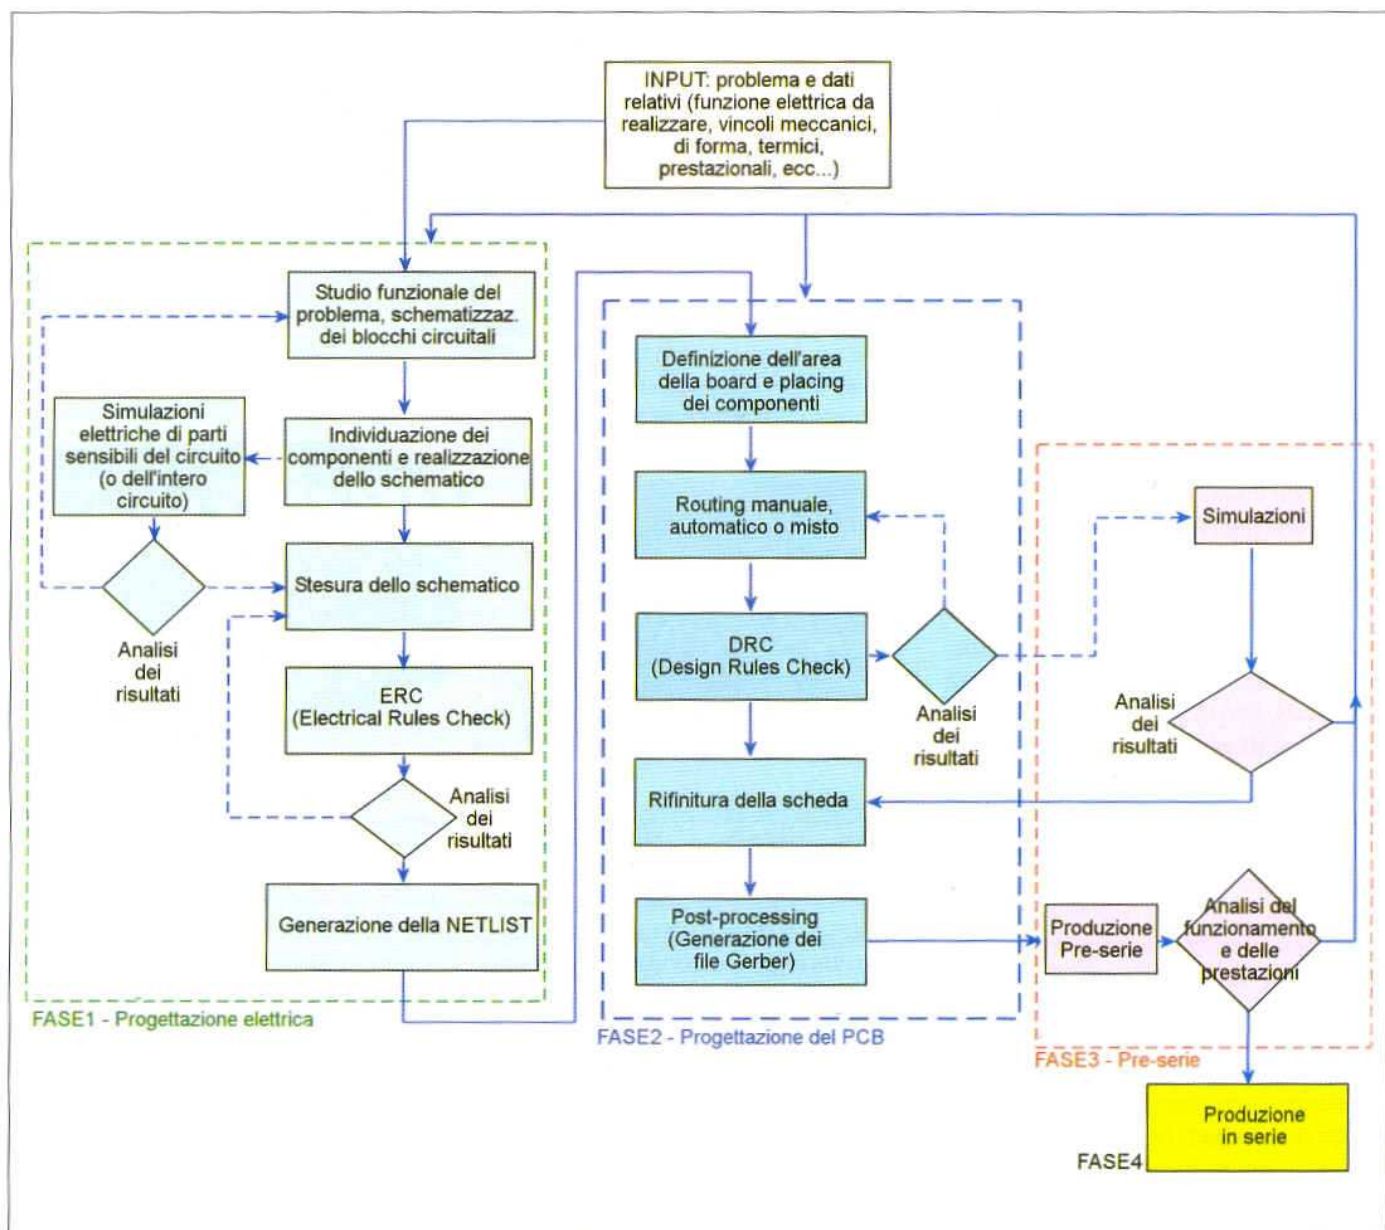 INPUT: problema e dati
relativi (funzione elettrica da
realizzare, vincoli meccanici,
di forma, termici,
prestazionali, ecc...)
Studio funzionale del
problema, schematizzaz.
dei blocchi circuitali
Simulazioni
elettriche di parti
sensibili del circuito
(o dell'intero
circuito)
Individuazione dei
componenti e realizzazione
dello schematico
Stesura dello schematico
Analisi
dei
risultati
ERC
(Electrical Rules Check)
Analisi
dei
risultati
Generazione della NETLIST
FASE1 - Progettazione elettrica
Definizione dell'area
della board e placing
dei componenti
Routing manuale,
automatico o misto
DRC
(Design Rules Check)
Analisi
dei
risultati
Rifinitura della scheda
Post-processing
(Generazione dei
file Gerber)
FASE2 - Progettazione del PCB
Simulazioni
Analisi
dei
risultati
Produzione
Pre-serie
Analisi del
funzionamento
e delle
prestazioni
FASE3 - Pre-serie
Produzione
in serie
FASE4